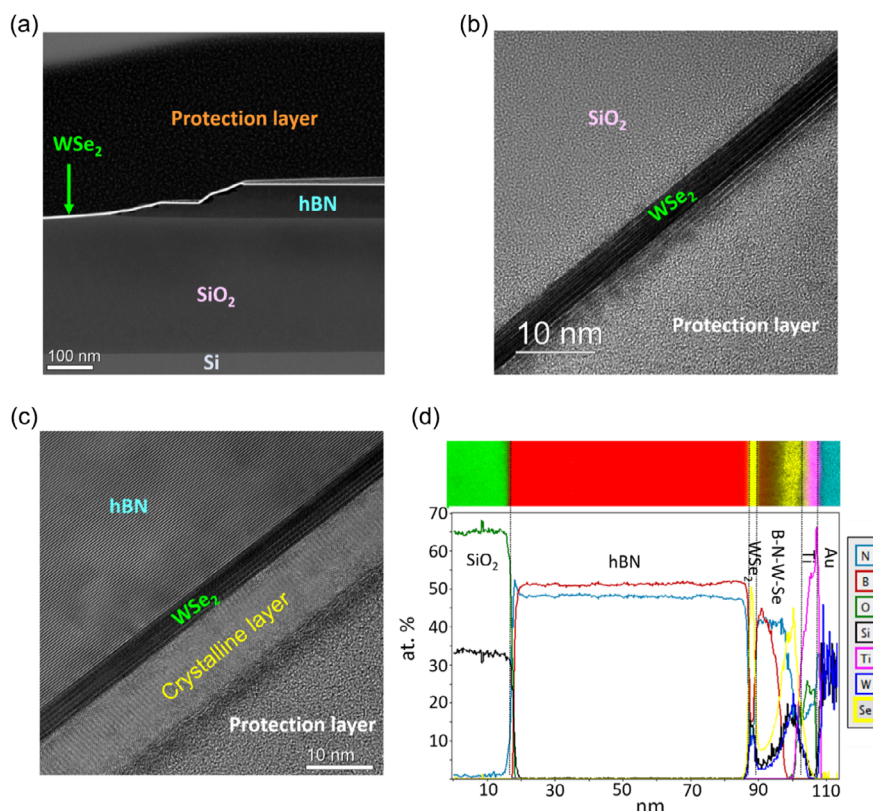 (a)
Protection layer
WSe₂
hBN
SiO₂
100 nm
Si
(b)
SiO₂
WSe₂
10 nm
Protection layer
(c)
hBN
WSe₂
Crystalline layer
Protection layer
10 nm
(d)
70
60
50
40
30
20
10
at. %
SiO₂
hBN
WSe₂
B-N-W-Se
Ti
Au
10 30 50 70 90 110
nm
N
B
O
Si
Ti
W
Se